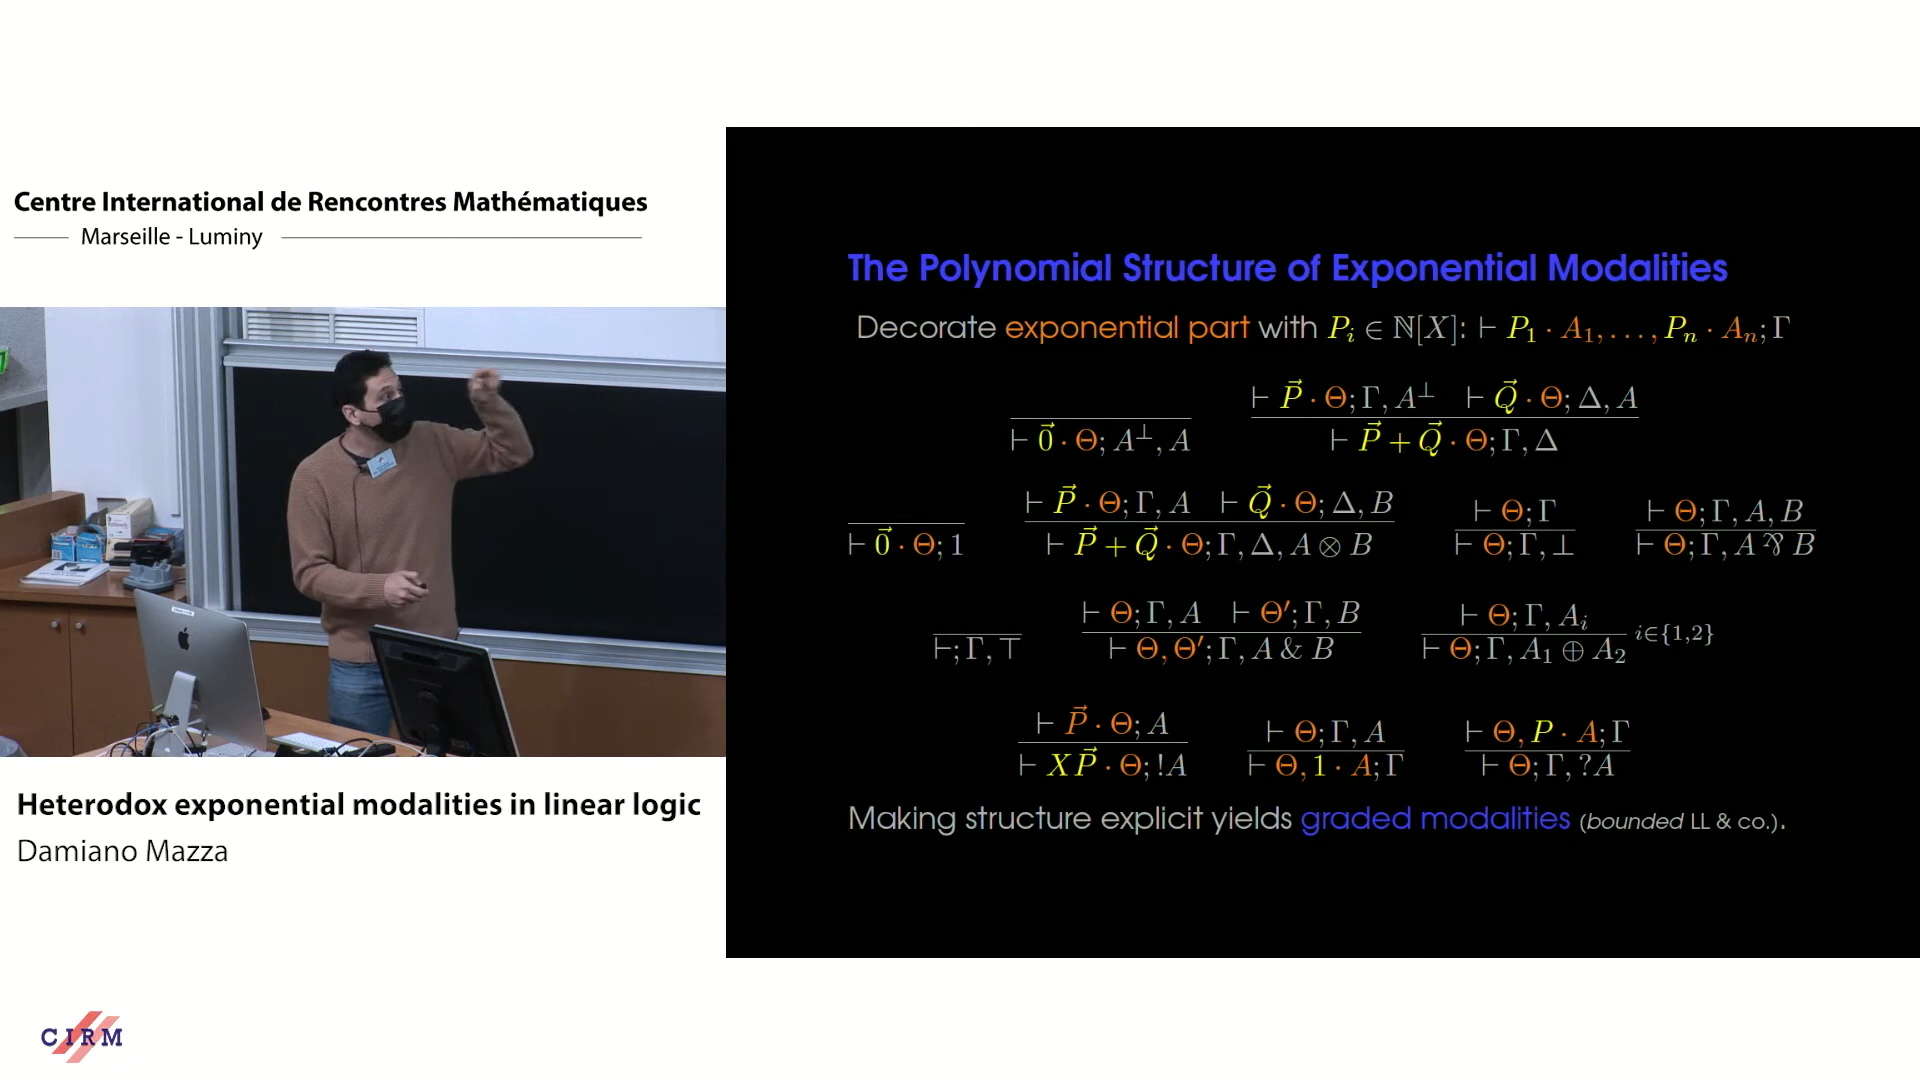 Centre International de Rencontres Mathématiques
Marseille - Luminy
Heterodox exponential modalities in linear logic
Damiano Mazza
CIRM
The Polynomial Structure of Exponential Modalities
Decorate exponential part with P_i ∈ ℕ[X]: ⊢ P_1 · A_1, …, P_n · A_n; Γ
⊢ P⃗ · Θ; Γ, A^⊥   ⊢ Q⃗ · Θ; Δ, A
⊢ 0⃗ · Θ; A^⊥, A   ⊢ P⃗ + Q⃗ · Θ; Γ, Δ
⊢ P⃗ · Θ; Γ, A   ⊢ Q⃗ · Θ; Δ, B   ⊢ Θ; Γ   ⊢ Θ; Γ, A, B
⊢ 0⃗ · Θ; 1   ⊢ P⃗ + Q⃗ · Θ; Γ, Δ, A ⊗ B   ⊢ Θ; Γ, ⊥   ⊢ Θ; Γ, A ⅋ B
⊢ Θ; Γ, A   ⊢ Θ′; Γ, B   ⊢ Θ; Γ, A_i
⊢; Γ, ⊤   ⊢ Θ, Θ′; Γ, A & B   ⊢ Θ; Γ, A_1 ⊕ A_2   i∈{1,2}
⊢ P⃗ · Θ; A   ⊢ Θ; Γ, A   ⊢ Θ, P · A; Γ
⊢ XP⃗ · Θ; !A   ⊢ Θ, 1 · A; Γ   ⊢ Θ; Γ, ?A
Making structure explicit yields graded modalities (bounded LL & co.).